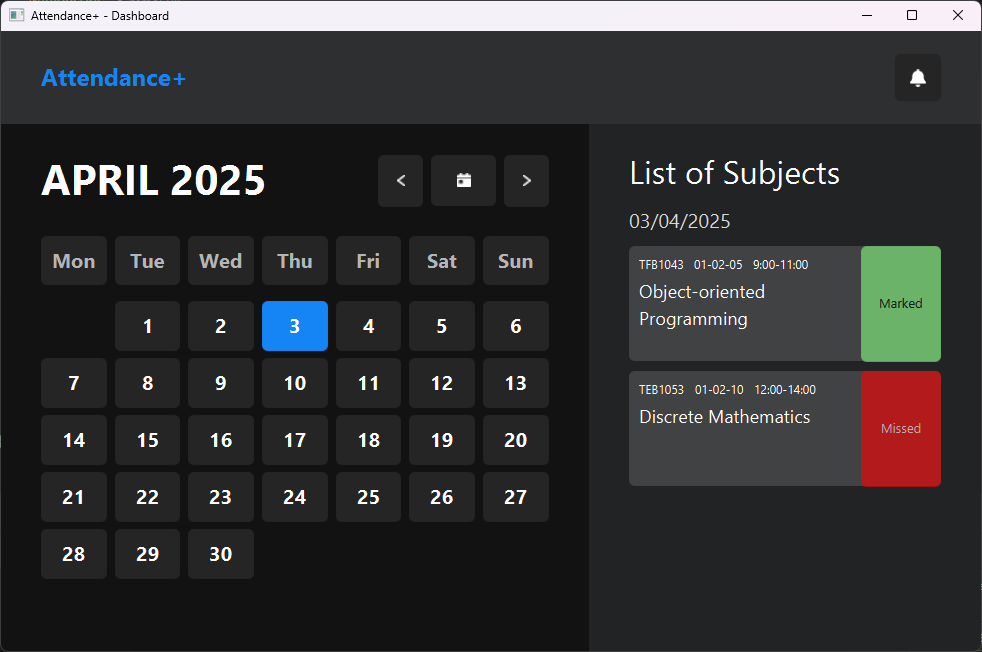 Attendance+ - Dashboard
Attendance+
APRIL 2025
Mon Tue Wed Thu Fri Sat Sun
1 2 3 4 5 6
7 8 9 10 11 12 13
14 15 16 17 18 19 20
21 22 23 24 25 26 27
28 29 30
List of Subjects
03/04/2025
TFB1043 01-02-05 9:00-11:00
Object-oriented
Programming
Marked
TEB1053 01-02-10 12:00-14:00
Discrete Mathematics
Missed